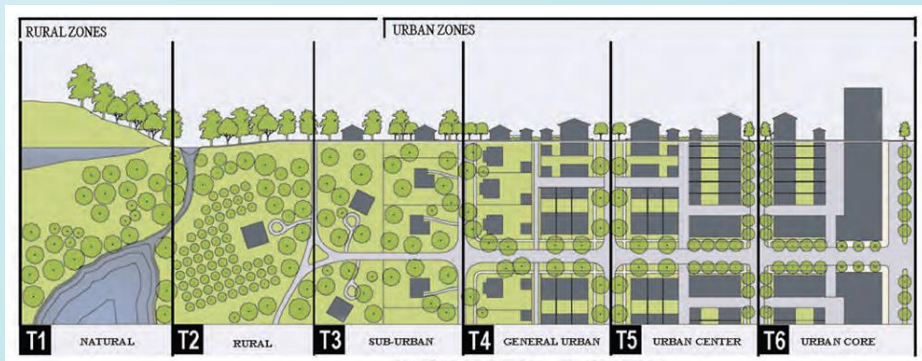 RURAL ZONES
URBAN ZONES
T1 NATURAL
T2 RURAL
T3 SUB-URBAN
T4 GENERAL URBAN
T5 URBAN CENTER
T6 URBAN CORE